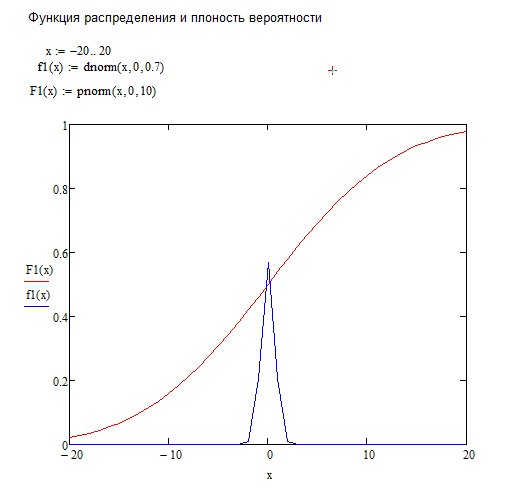 Функция распределения и плоность вероятности
x := −20.. 20
f1(x) := dnorm(x,0,0.7)
F1(x) := pnorm(x,0,10)
1
0.8
0.6
F1(x)
f1(x)
0.4
0.2
0
−20 −10 0 10 20
x